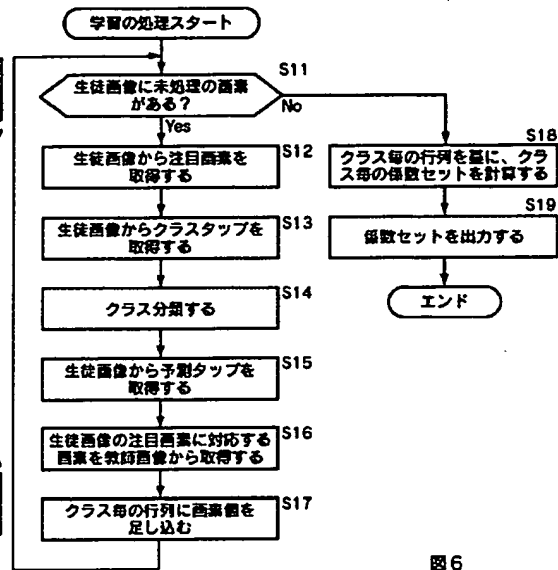 学習の処理スタート
S11
生徒画像に未処理の画素
がある?
No
Yes
S12
生徒画像から注目画素を
取得する
S13
生徒画像からクラスタップを
取得する
S14
クラス分類する
S15
生徒画像から予測タップを
取得する
S16
生徒画像の注目画素に対応する
画素を教師画像から取得する
S17
クラス毎の行列に画素値を
足し込む
S18
クラス毎の行列を基に、クラ
ス毎の係数セットを計算する
S19
係数セットを出力する
エンド
図6